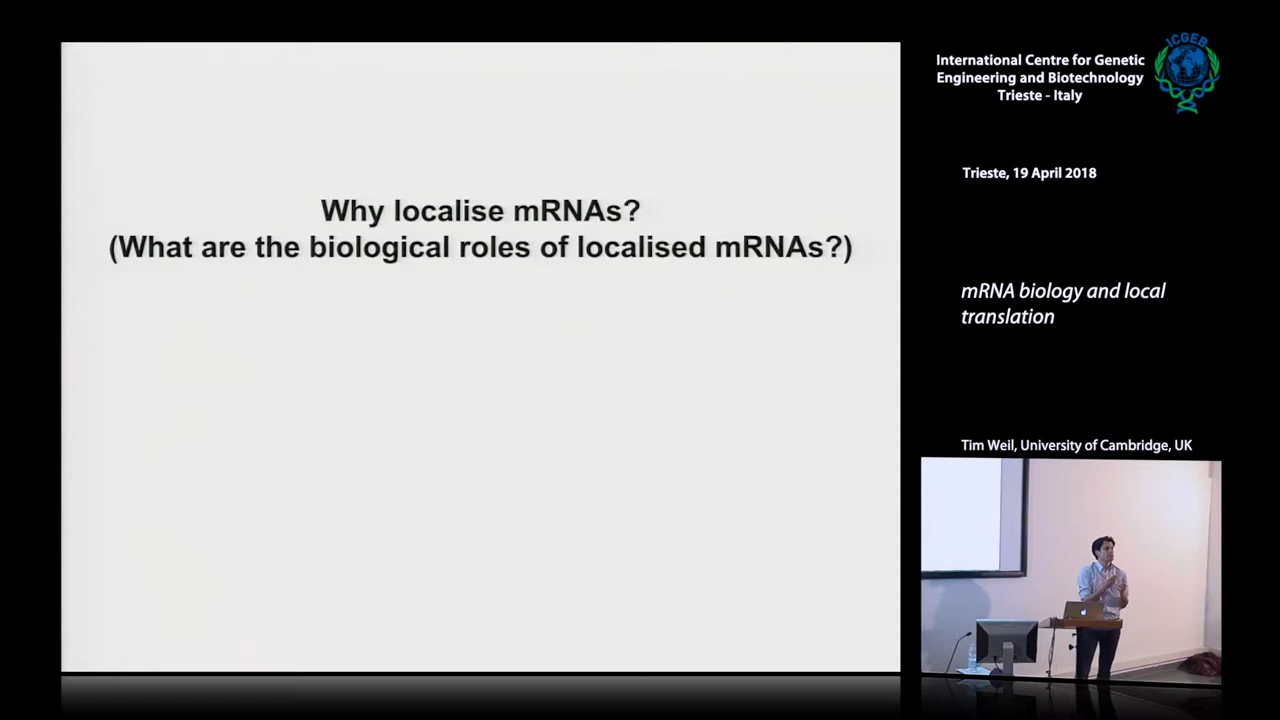 Why localise mRNAs?
(What are the biological roles of localised mRNAs?)
ICGEB
International Centre for Genetic
Engineering and Biotechnology
Trieste - Italy
Trieste, 19 April 2018
mRNA biology and local
translation
Tim Weil, University of Cambridge, UK